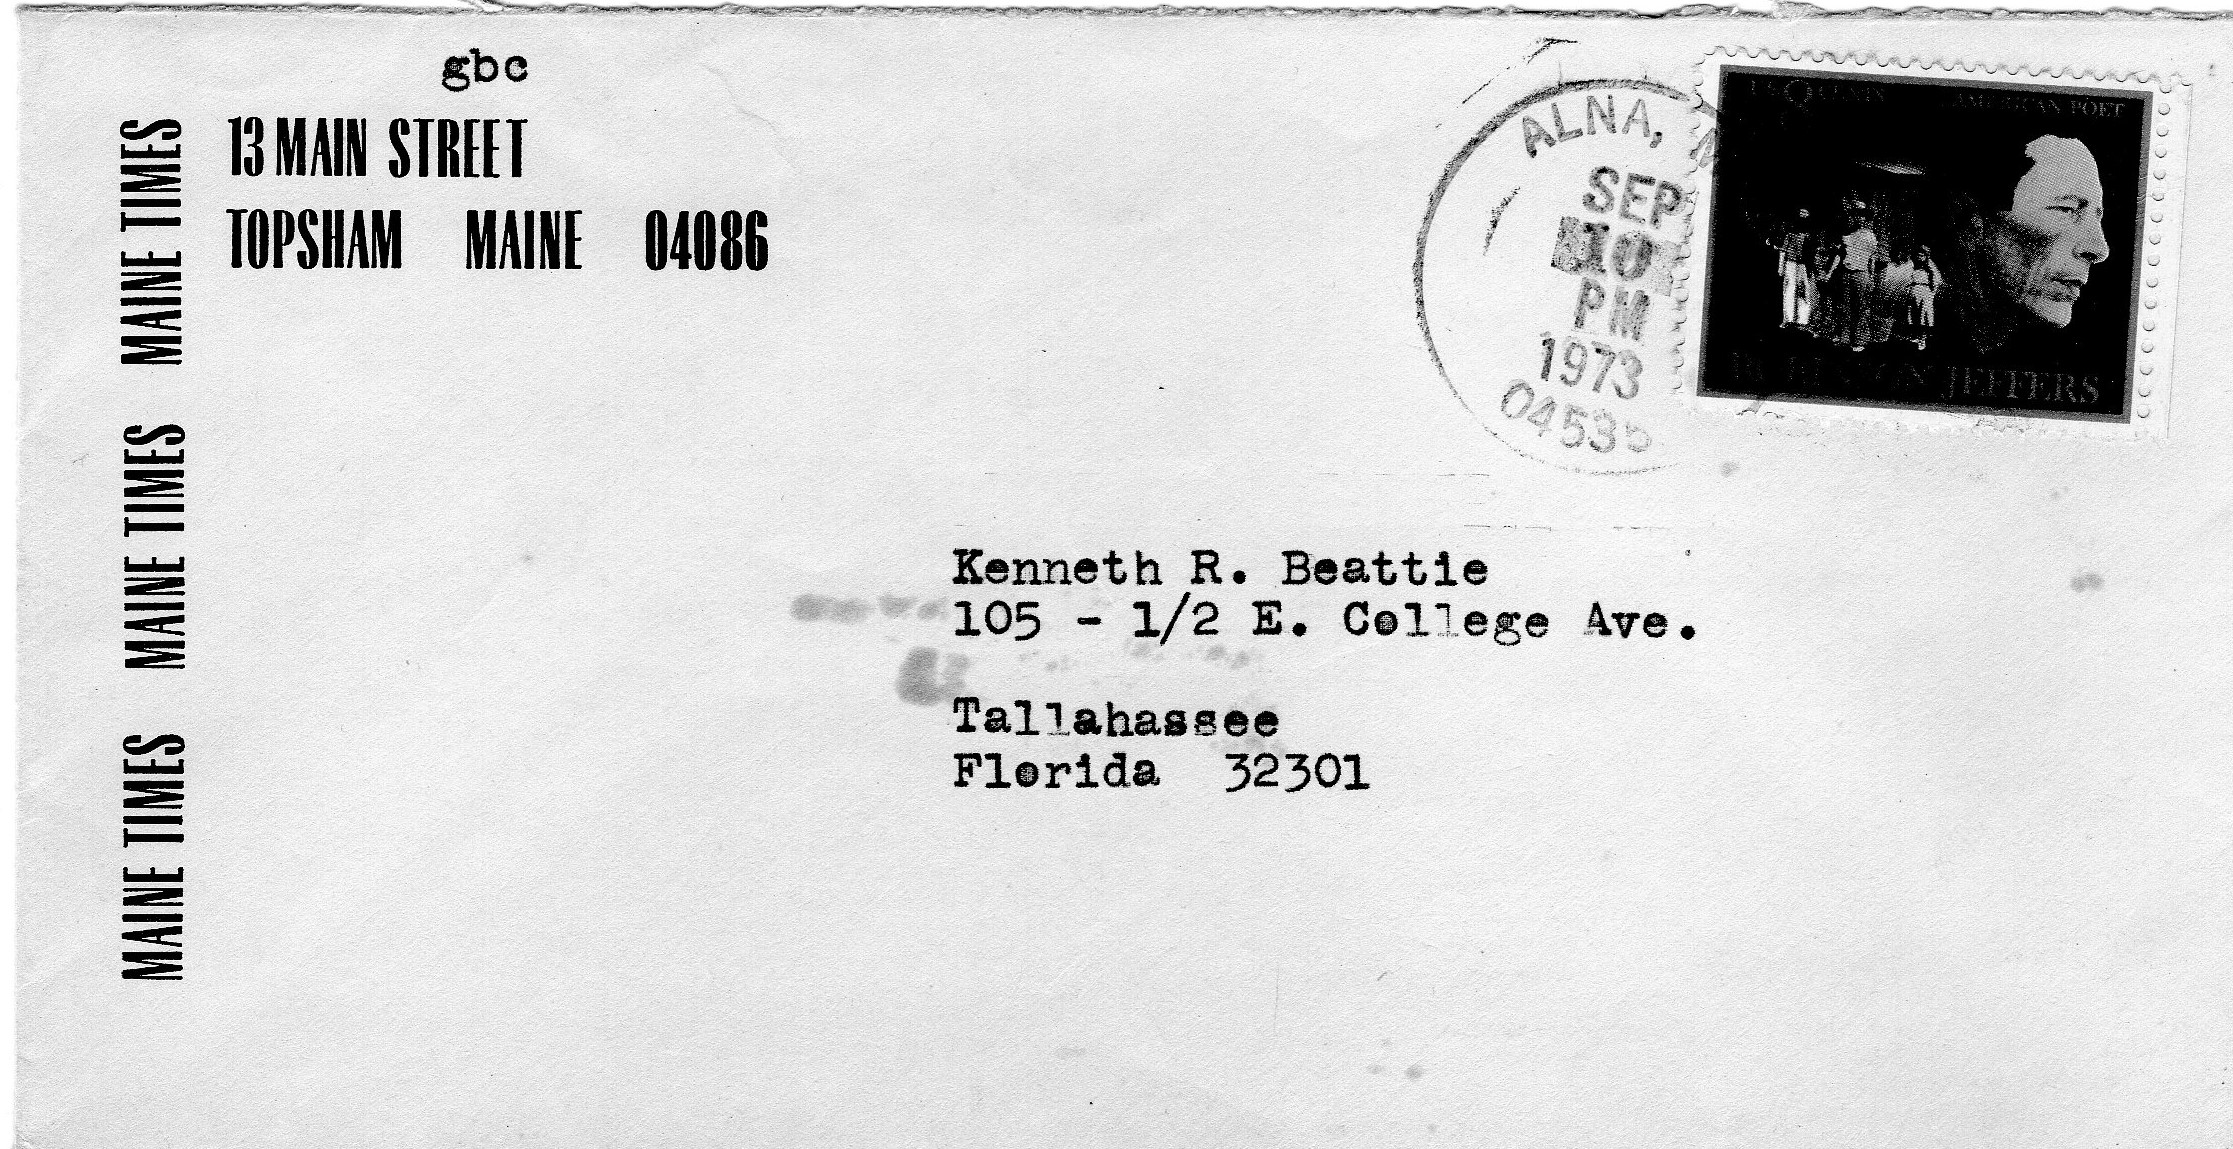 gbc
13 MAIN STREET
TOPSHAM MAINE 04086
MAINE TIMES MAINE TIMES MAINE TIMES
ALNA,
SEP
10
PM
1973
04535
AMERICAN POET
JEFFERS
Kenneth R. Beattie
105 - 1/2 E. College Ave.
Tallahassee
Florida 32301